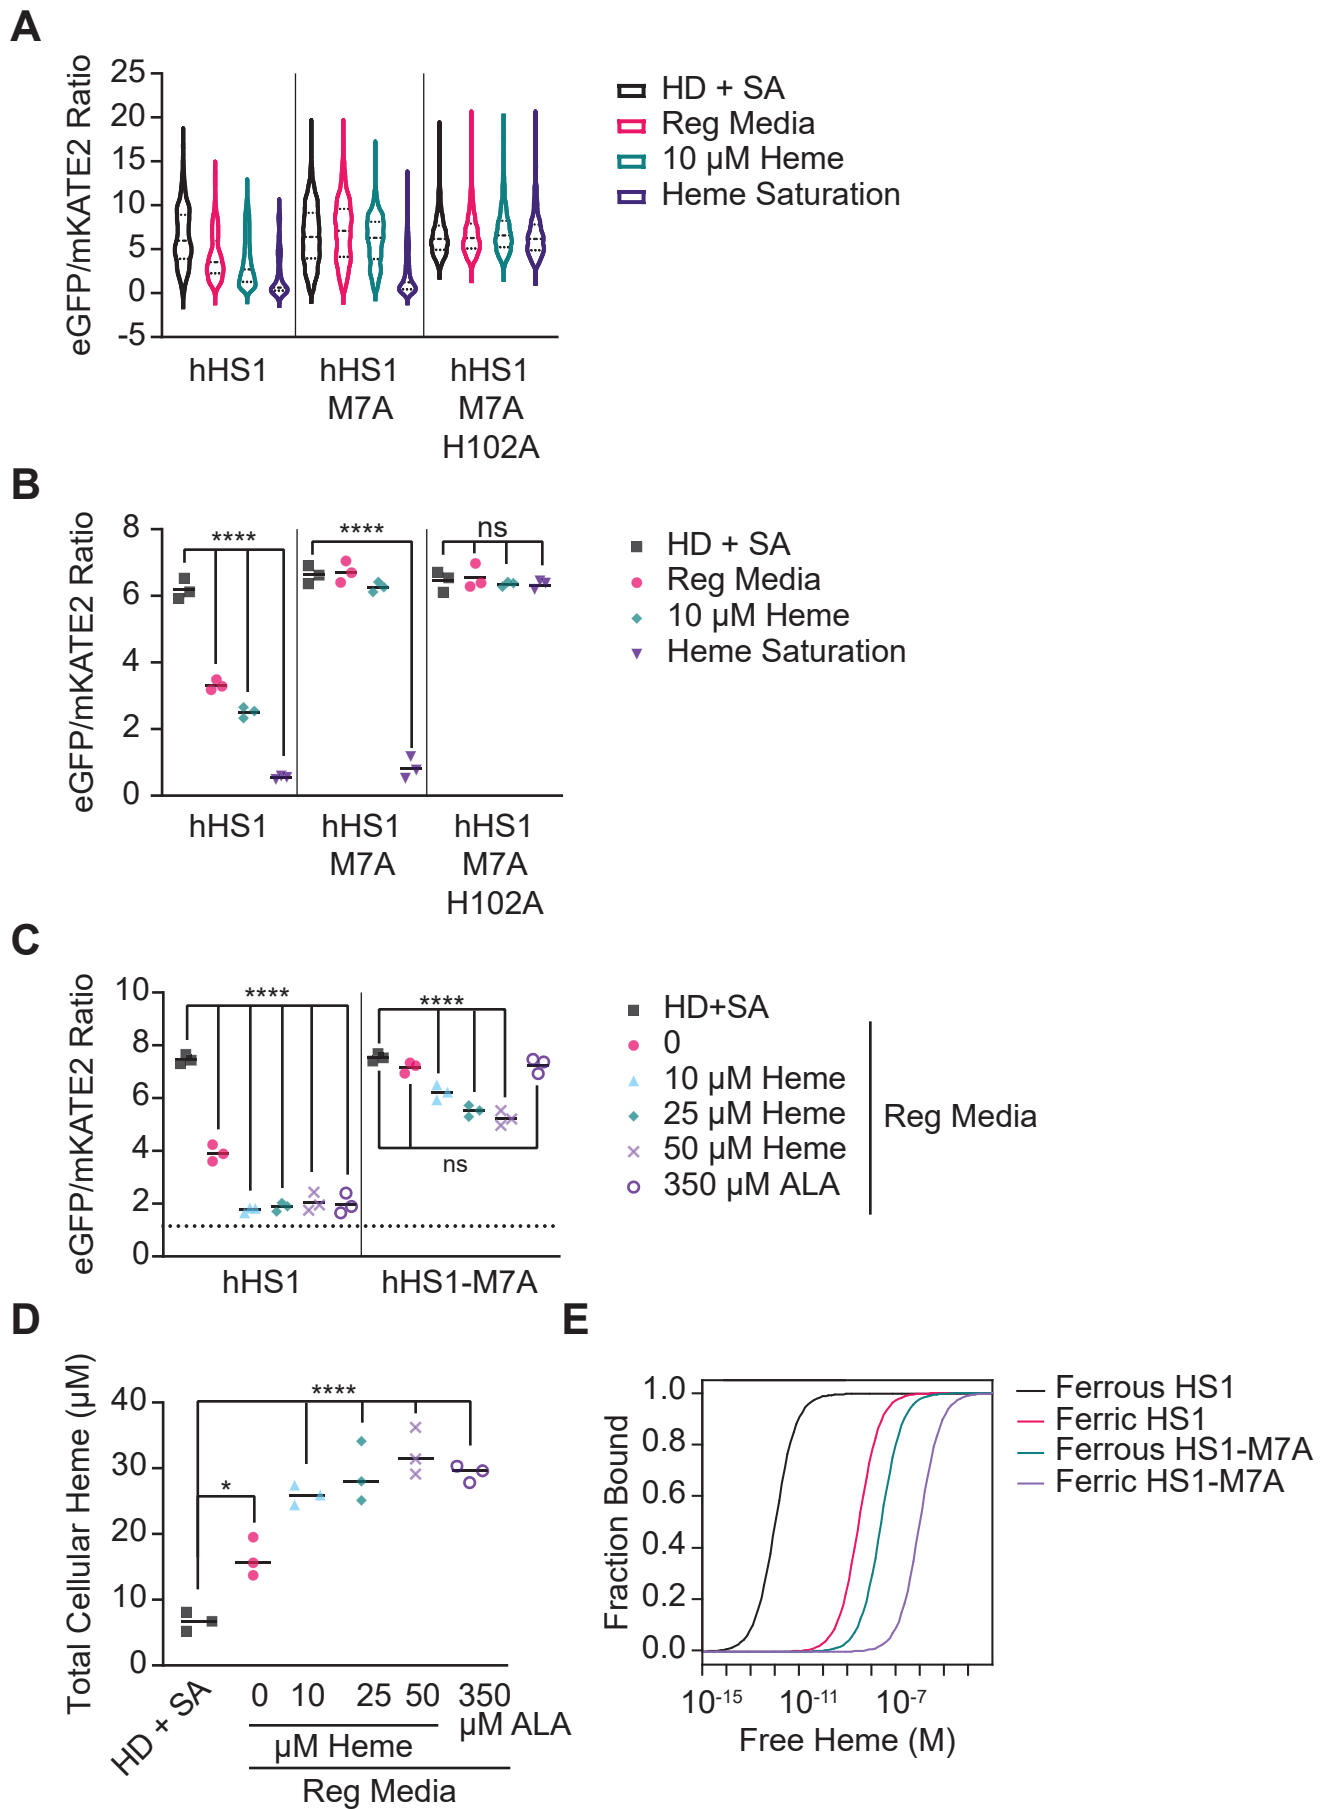 A
eGFP/mKATE2 Ratio
25
20
15
10
5
0
-5
hHS1
hHS1
M7A
hHS1
M7A
H102A
HD + SA
Reg Media
10 µM Heme
Heme Saturation
B
eGFP/mKATE2 Ratio
8
6
4
2
0
****
****
ns
hHS1
hHS1
M7A
hHS1
M7A
H102A
HD + SA
Reg Media
10 µM Heme
Heme Saturation
C
eGFP/mKATE2 Ratio
10
8
6
4
2
0
****
****
ns
hHS1
hHS1-M7A
HD+SA
0
10 µM Heme
25 µM Heme
50 µM Heme
350 µM ALA
Reg Media
D
Total Cellular Heme (µM)
40
30
20
10
0
*
****
HD + SA
0 10 25 50 350
µM ALA
µM Heme
Reg Media
E
Fraction Bound
1.0
0.8
0.6
0.4
0.2
0.0
10-15 10-11 10-7
Free Heme (M)
Ferrous HS1
Ferric HS1
Ferrous HS1-M7A
Ferric HS1-M7A